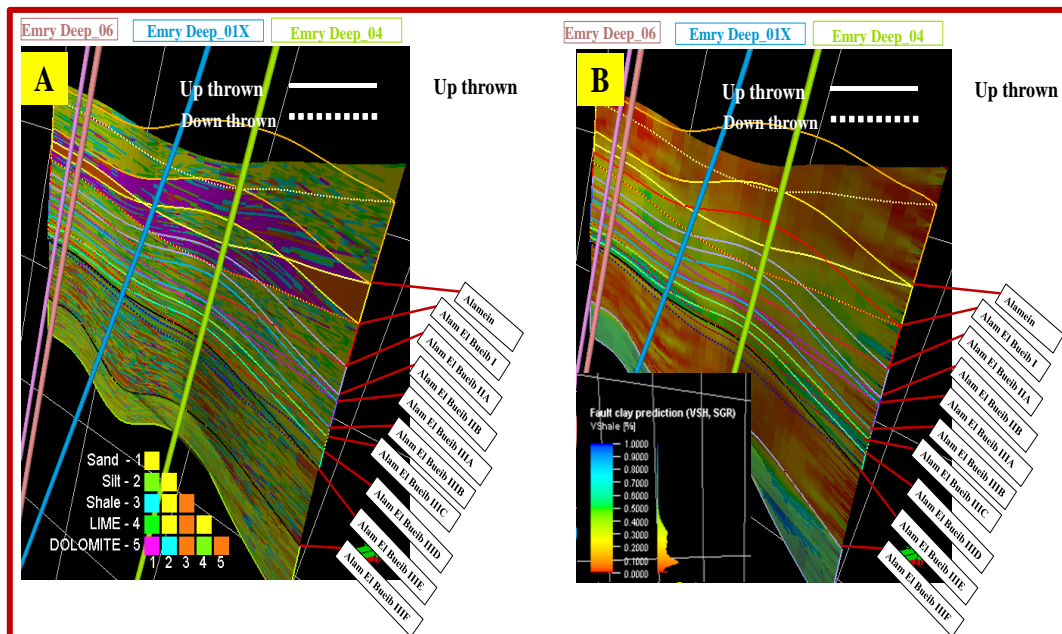 Emry Deep_06
Emry Deep_01X
Emry Deep_04
A
Up thrown
Down thrown
Up thrown
Alamein
Alam El Bueib I
Alam El Bueib IIA
Alam El Bueib IIB
Alam El Bueib IIIA
Alam El Bueib IIIB
Alam El Bueib IIIC
Alam El Bueib IIID
Alam El Bueib IIIE
Alam El Bueib IIIF
Sand - 1
Silt - 2
Shale - 3
LIME - 4
DOLOMITE - 5
1 2 3 4 5
Emry Deep_06
Emry Deep_01X
Emry Deep_04
B
Up thrown
Down thrown
Up thrown
Alamein
Alam El Bueib I
Alam El Bueib IIA
Alam El Bueib IIB
Alam El Bueib IIIA
Alam El Bueib IIIB
Alam El Bueib IIIC
Alam El Bueib IIID
Alam El Bueib IIIE
Alam El Bueib IIIF
Fault clay prediction (VSH, SGR)
VShale [%]
1.0000
0.9000
0.8000
0.7000
0.6000
0.5000
0.4000
0.3000
0.2000
0.1000
0.0000